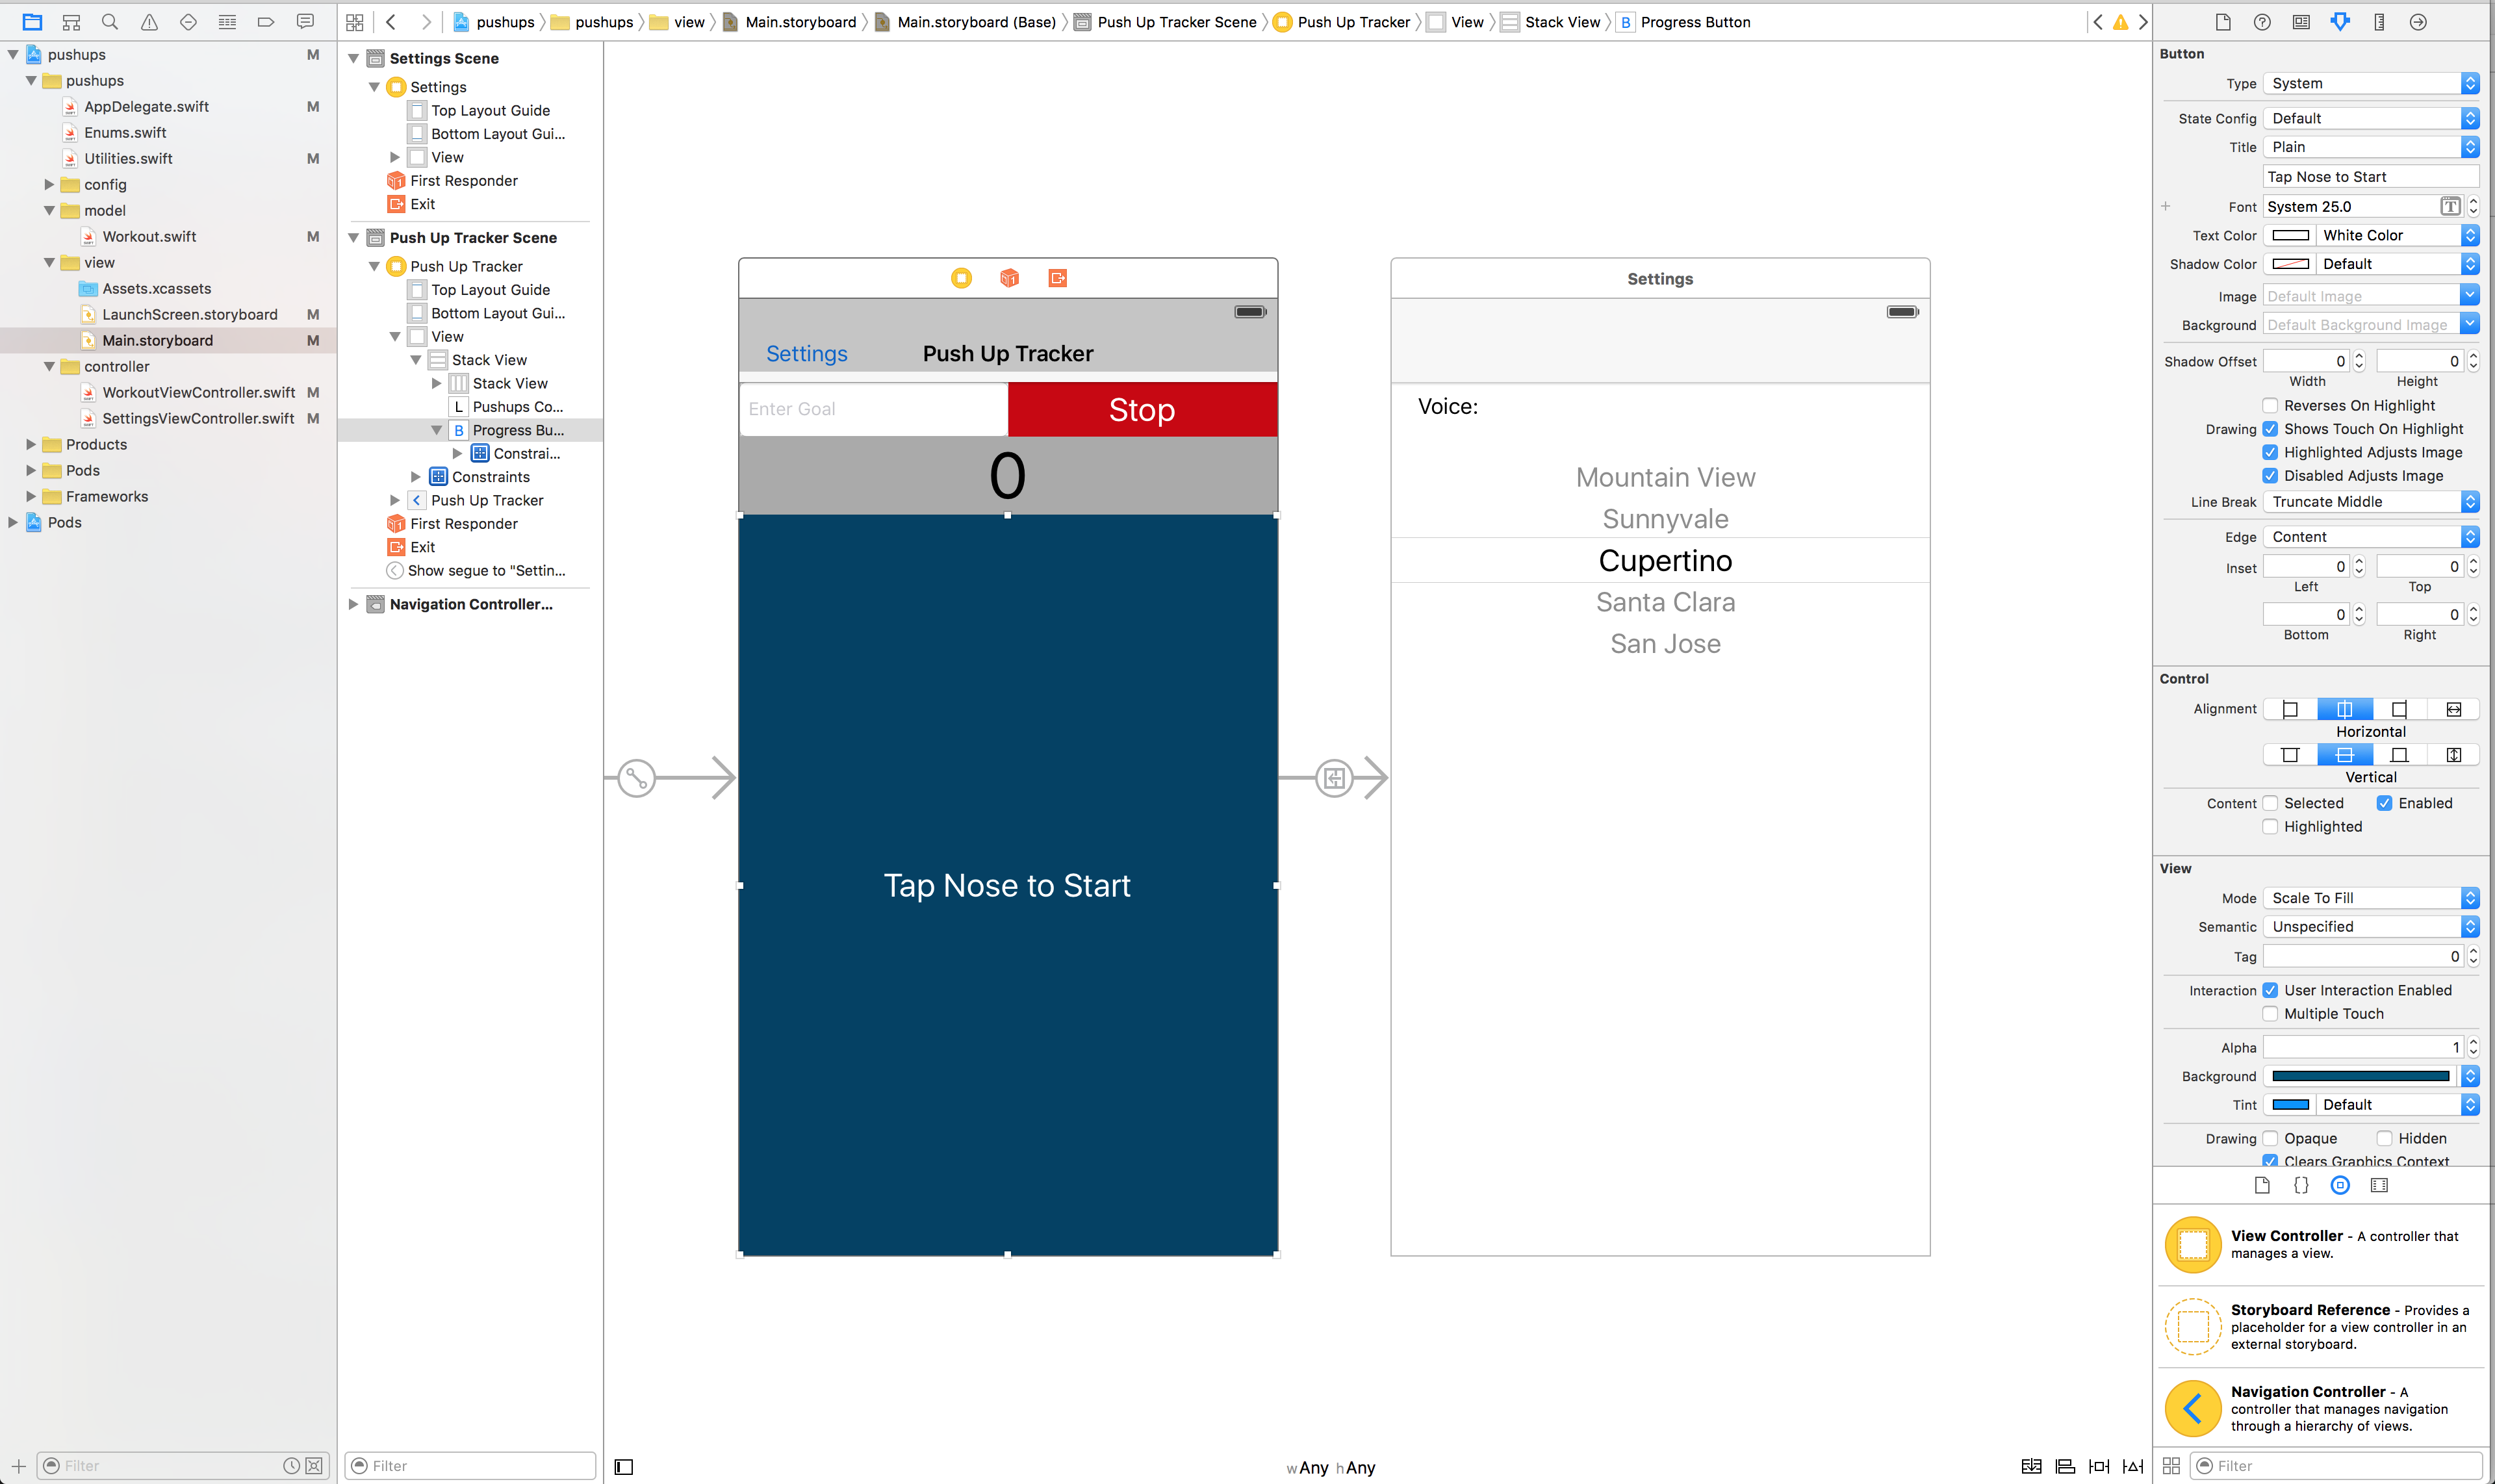 pushups
pushups
view
Main.storyboard
Main.storyboard (Base)
Push Up Tracker Scene
Push Up Tracker
View
Stack View
B Progress Button
pushups M
pushups
AppDelegate.swift M
Enums.swift
Utilities.swift M
config
model
Workout.swift M
view
Assets.xcassets
LaunchScreen.storyboard M
Main.storyboard M
controller
WorkoutViewController.swift M
SettingsViewController.swift M
Products
Pods
Frameworks
Pods
Filter
Settings Scene
Settings
Top Layout Guide
Bottom Layout Gui...
View
First Responder
Exit
Push Up Tracker Scene
Push Up Tracker
Top Layout Guide
Bottom Layout Gui...
View
Stack View
Stack View
L Pushups Co...
B Progress Bu...
Constrai...
Constraints
Push Up Tracker
First Responder
Exit
Show segue to "Settin...
Navigation Controller...
Filter
Settings
Push Up Tracker
Enter Goal
Stop
0
Tap Nose to Start
Settings
Voice:
Mountain View
Sunnyvale
Cupertino
Santa Clara
San Jose
wAny hAny
Button
Type System
State Config Default
Title Plain
Tap Nose to Start
Font System 25.0
Text Color White Color
Shadow Color Default
Image Default Image
Background Default Background Image
Shadow Offset 0 0
Width Height
Reverses On Highlight
Drawing Shows Touch On Highlight
Highlighted Adjusts Image
Disabled Adjusts Image
Line Break Truncate Middle
Edge Content
Inset 0 0
Left Top
0 0
Bottom Right
Control
Alignment
Horizontal
Vertical
Content Selected Enabled
Highlighted
View
Mode Scale To Fill
Semantic Unspecified
Tag 0
Interaction User Interaction Enabled
Multiple Touch
Alpha 1
Background
Tint Default
Drawing Opaque Hidden
Clears Graphics Context
View Controller - A controller that
manages a view.
Storyboard Reference - Provides a
placeholder for a view controller in an
external storyboard.
Navigation Controller - A
controller that manages navigation
through a hierarchy of views.
Filter